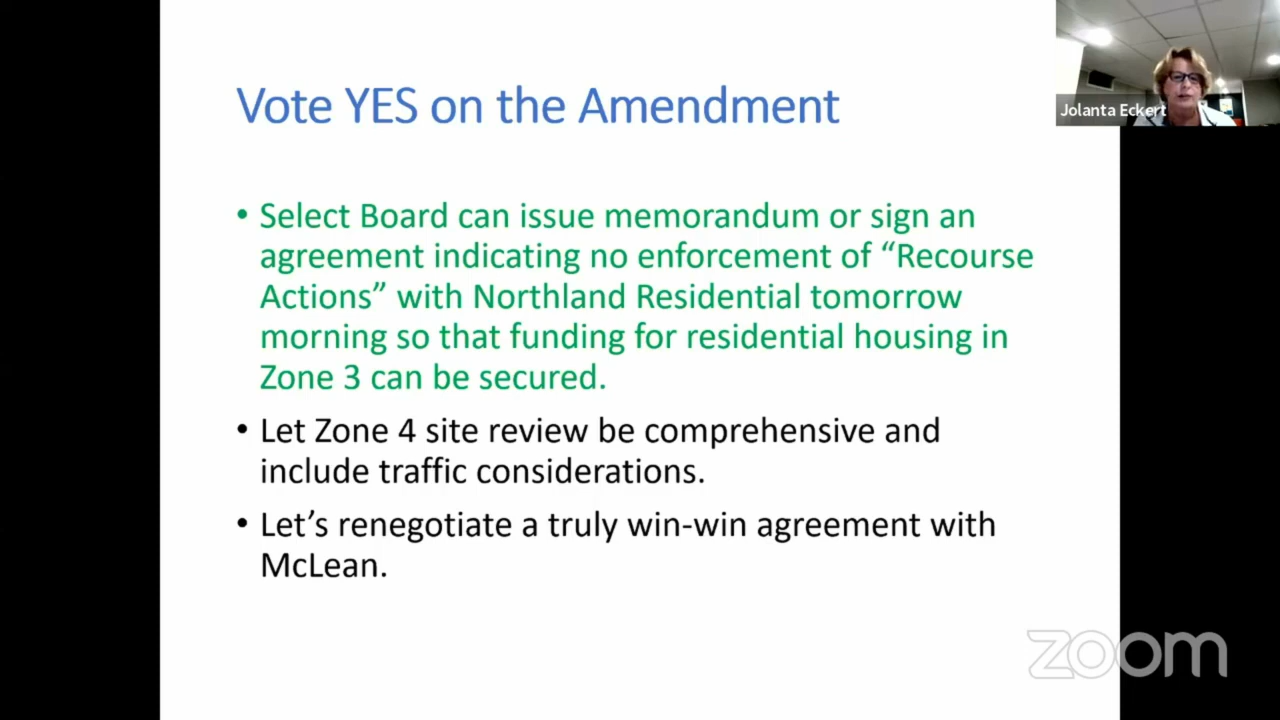 Vote YES on the Amendment
Jolanta Eckert
• Select Board can issue memorandum or sign an
agreement indicating no enforcement of “Recourse
Actions” with Northland Residential tomorrow
morning so that funding for residential housing in
Zone 3 can be secured.
• Let Zone 4 site review be comprehensive and
include traffic considerations.
• Let’s renegotiate a truly win-win agreement with
McLean.
zoom